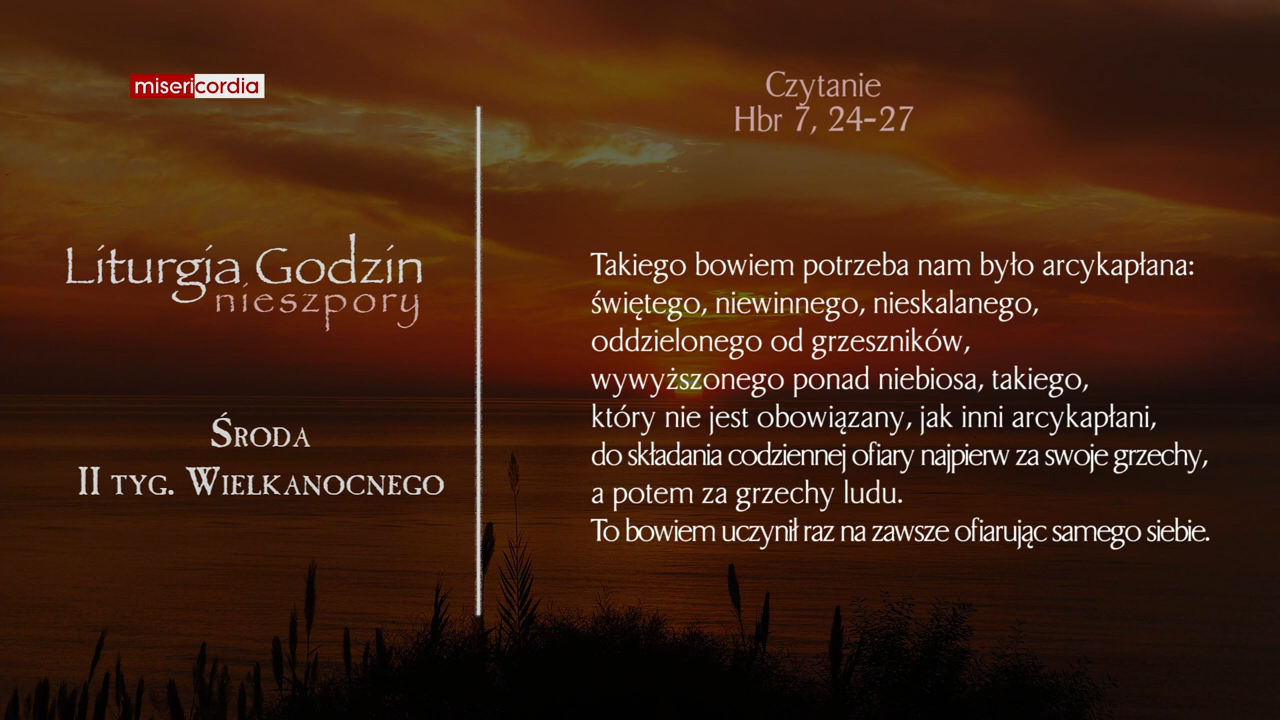 misericordia
Liturgia Godzin
nieszpory
Środa
II tyg. Wielkanocnego
Czytanie
Hbr 7, 24-27
Takiego bowiem potrzeba nam było arcykapłana:
świętego, niewinnego, nieskalanego,
oddzielonego od grzeszników,
wywyższonego ponad niebiosa, takiego,
który nie jest obowiązany, jak inni arcykapłani,
do składania codziennej ofiary najpierw za swoje grzechy,
a potem za grzechy ludu.
To bowiem uczynił raz na zawsze ofiarując samego siebie.